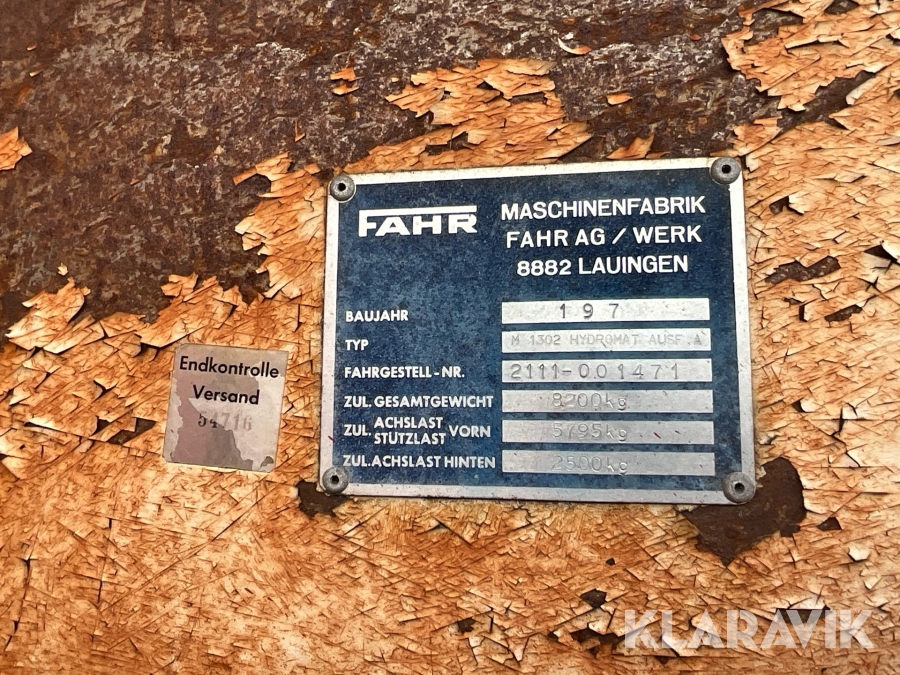 FAHR
MASCHINENFABRIK
FAHR AG / WERK
8882 LAUINGEN
BAUJAHR 197
TYP M 1302 HYDROMAT AUSF.A
FAHRGESTELL-NR. 2111-001471
ZUL. GESAMTGEWICHT 8200kg
ZUL. ACHSLAST VORN 5795kg
STÜTZLAST
ZUL. ACHSLAST HINTEN 2500kg
Endkontrolle
Versand
54716
KLARAVIK